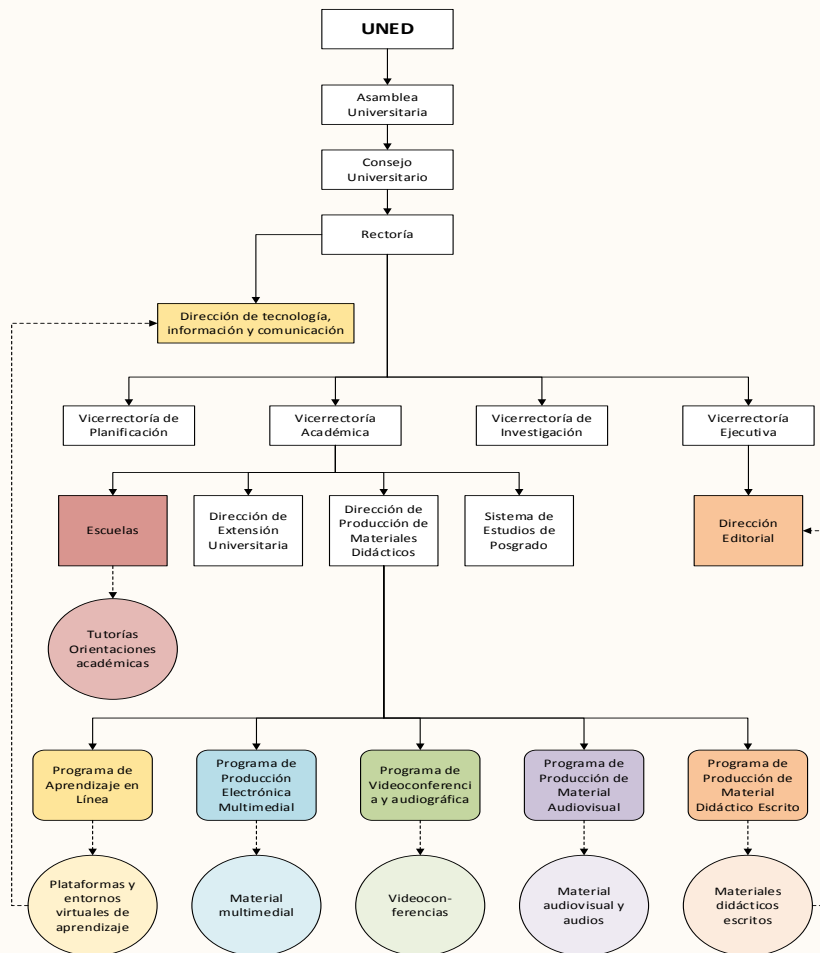 UNED
Asamblea
Universitaria
Consejo
Universitario
Rectoría
Dirección de tecnología,
información y comunicación
Vicerrectoría de
Planificación
Vicerrectoría
Académica
Vicerrectoría de
Investigación
Vicerrectoría
Ejecutiva
Escuelas
Dirección de
Extensión
Universitaria
Dirección de
Producción de
Materiales
Didácticos
Sistema de
Estudios de
Posgrado
Dirección
Editorial
Tutorías
Orientaciones
académicas
Programa de
Aprendizaje en
Línea
Programa de
Producción
Electrónica
Multimedial
Programa de
Videoconferenci
a y audiográfica
Programa de
Producción de
Material
Audiovisual
Programa de
Producción de
Material
Didáctico Escrito
Plataformas y
entornos
virtuales de
aprendizaje
Material
multimedial
Videocon-
ferencias
Material
audiovisual y
audios
Materiales
didácticos
escritos